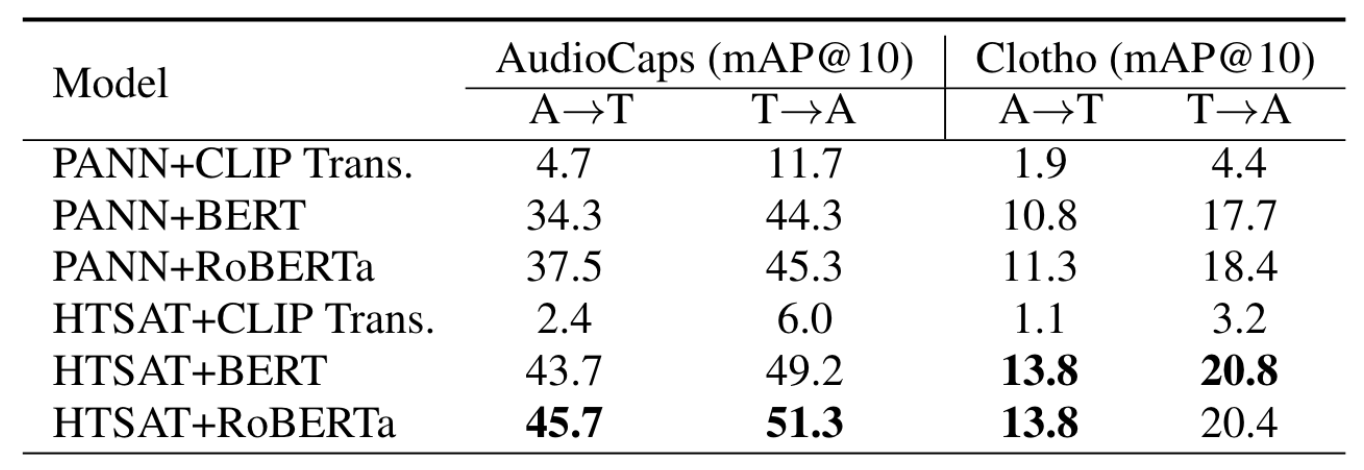 Model AudioCaps (mAP@10) Clotho (mAP@10)
A→T T→A A→T T→A
PANN+CLIP Trans. 4.7 11.7 1.9 4.4
PANN+BERT 34.3 44.3 10.8 17.7
PANN+RoBERTa 37.5 45.3 11.3 18.4
HTSAT+CLIP Trans. 2.4 6.0 1.1 3.2
HTSAT+BERT 43.7 49.2 13.8 20.8
HTSAT+RoBERTa 45.7 51.3 13.8 20.4